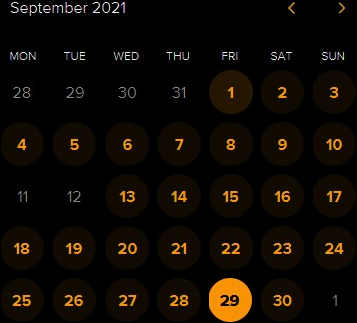 September 2021
MON TUE WED THU FRI SAT SUN
28 29 30 31 1 2 3
4 5 6 7 8 9 10
11 12 13 14 15 16 17
18 19 20 21 22 23 24
25 26 27 28 29 30 1